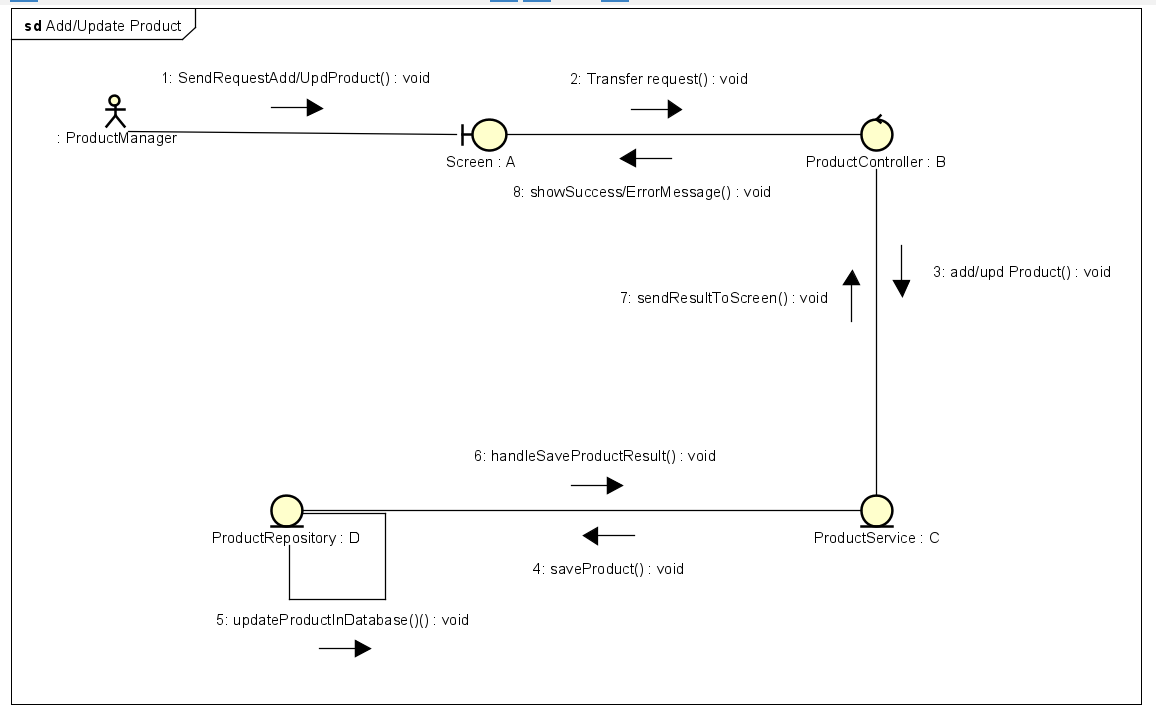 sd Add/Update Product
1: SendRequestAdd/UpdProduct() : void
2: Transfer request() : void
: ProductManager
Screen : A
ProductController : B
8: showSuccess/ErrorMessage() : void
3: add/upd Product() : void
7: sendResultToScreen() : void
6: handleSaveProductResult() : void
ProductRepository : D
ProductService : C
4: saveProduct() : void
5: updateProductInDatabase()() : void